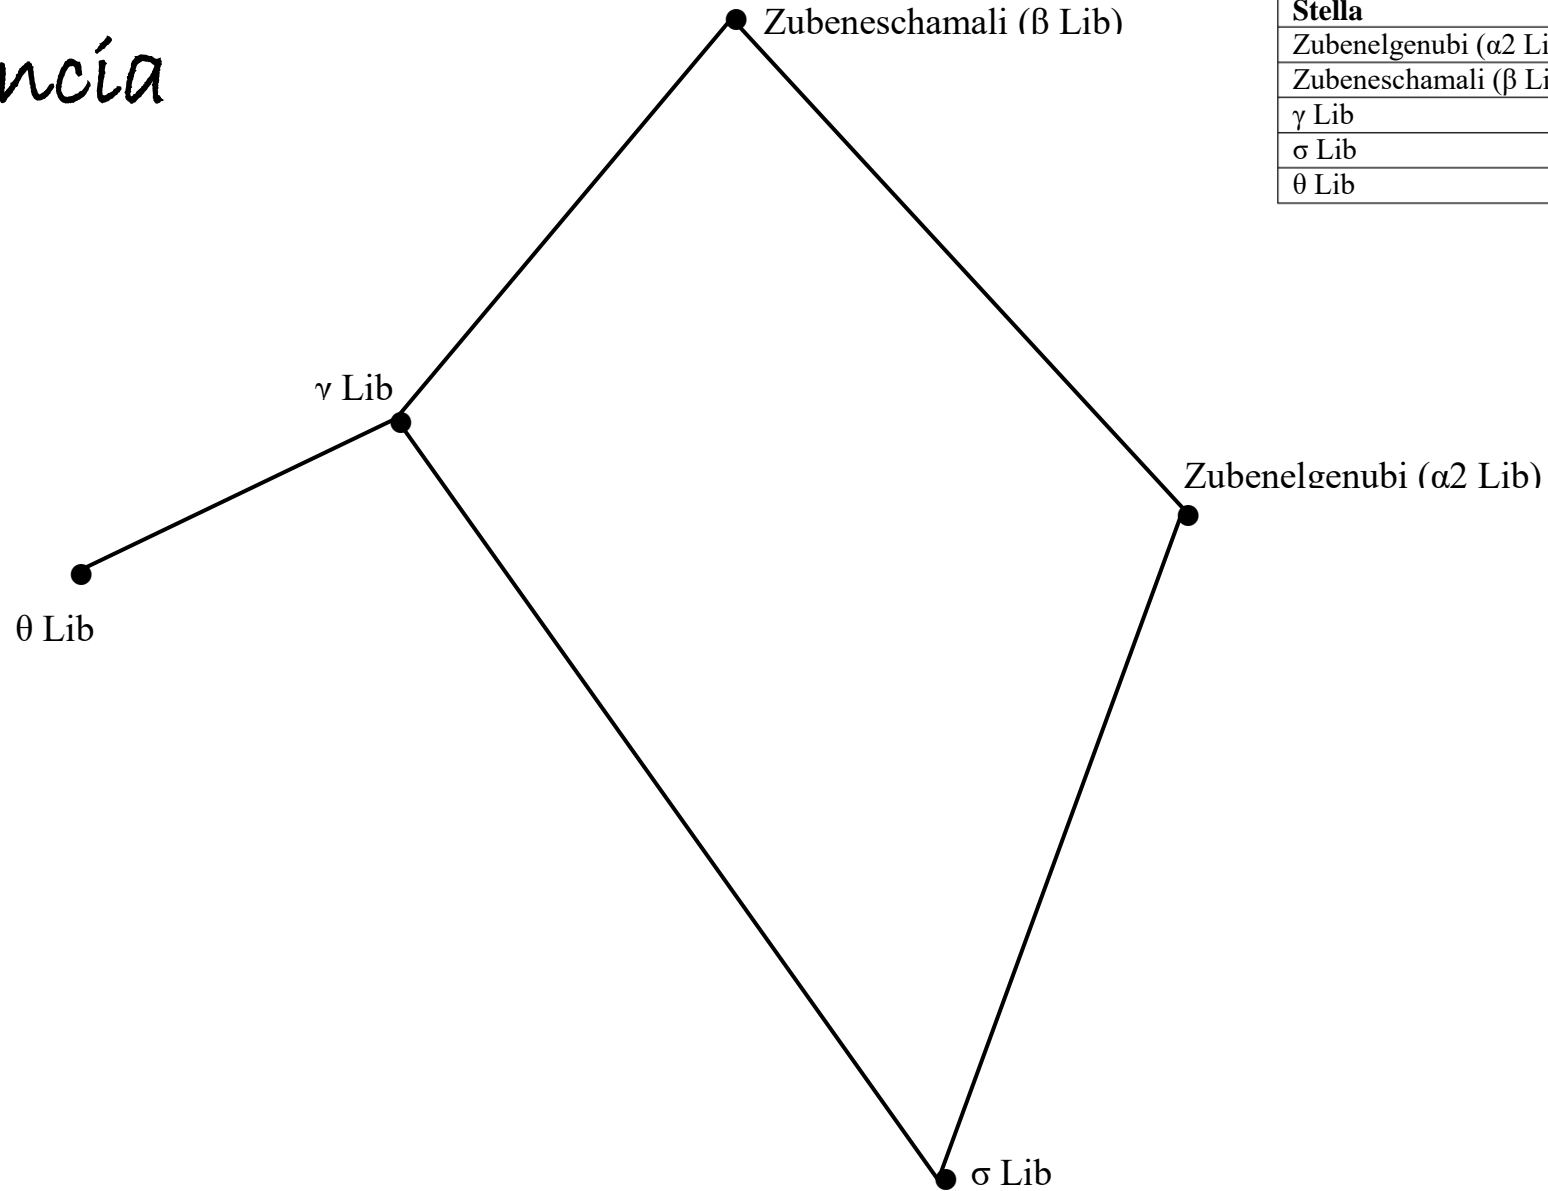 ncia
Zubeneschamali (β Lib)
Stella
Zubenelgenubi (α2 Li
Zubeneschamali (β Li
γ Lib
σ Lib
θ Lib
γ Lib
Zubenelgenubi (α2 Lib)
θ Lib
σ Lib